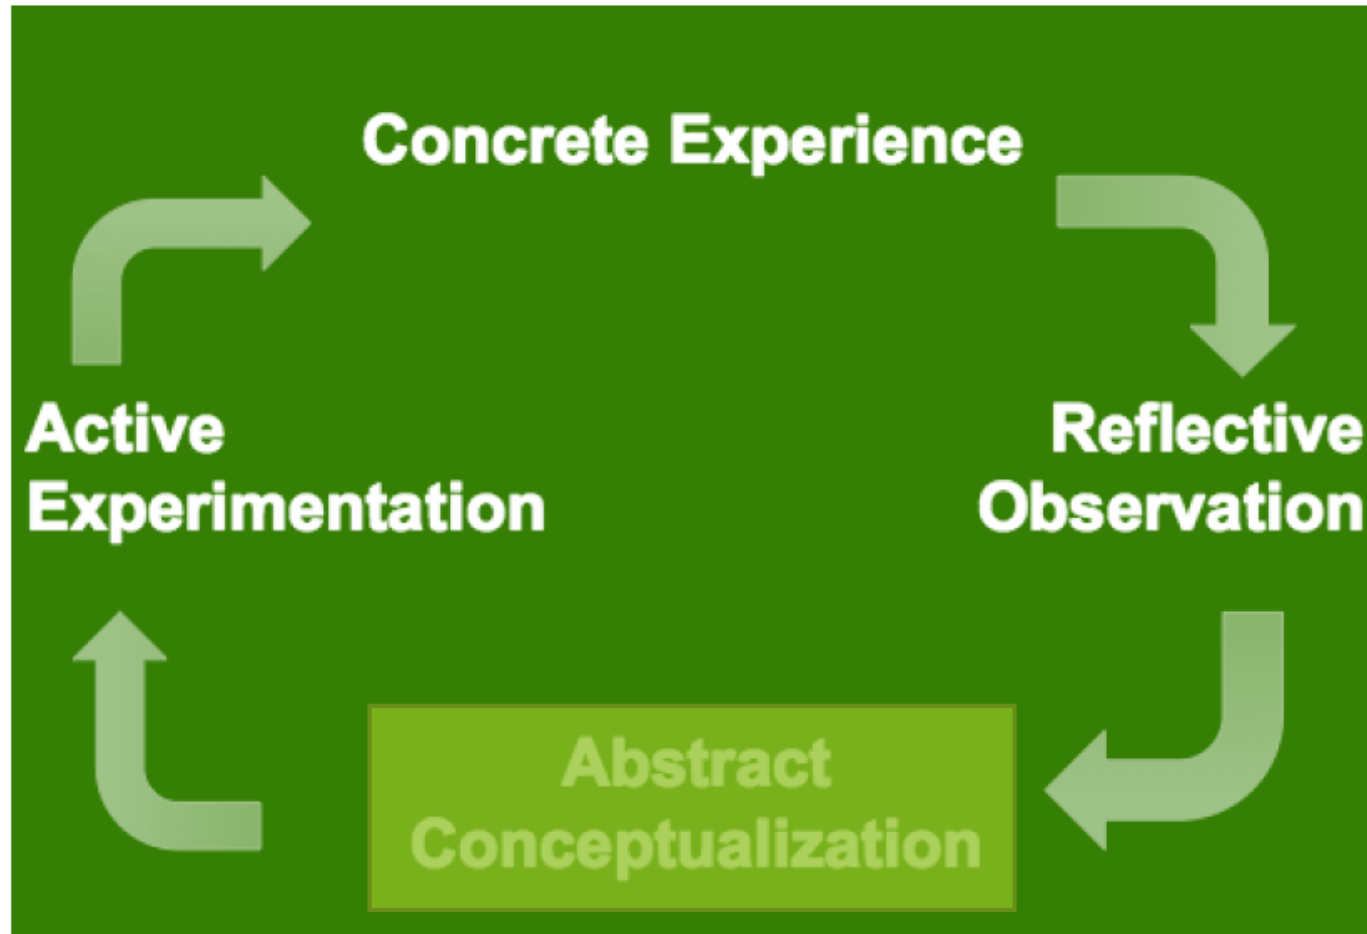 Concrete Experience
Active
Experimentation
Reflective
Observation
Abstract
Conceptualization